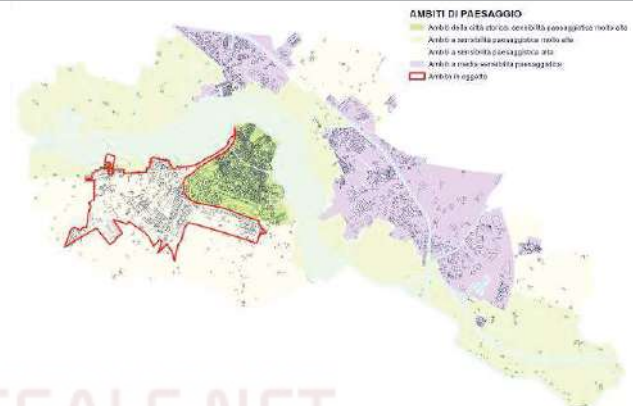 AMBITI DI PAESAGGIO
Ambiti della città storica: sensibilità paesaggistica molto alta
Ambiti a sensibilità paesaggistica molto alta
Ambiti a sensibilità paesaggistica alta
Ambiti a media sensibilità paesaggistica
Ambito in oggetto